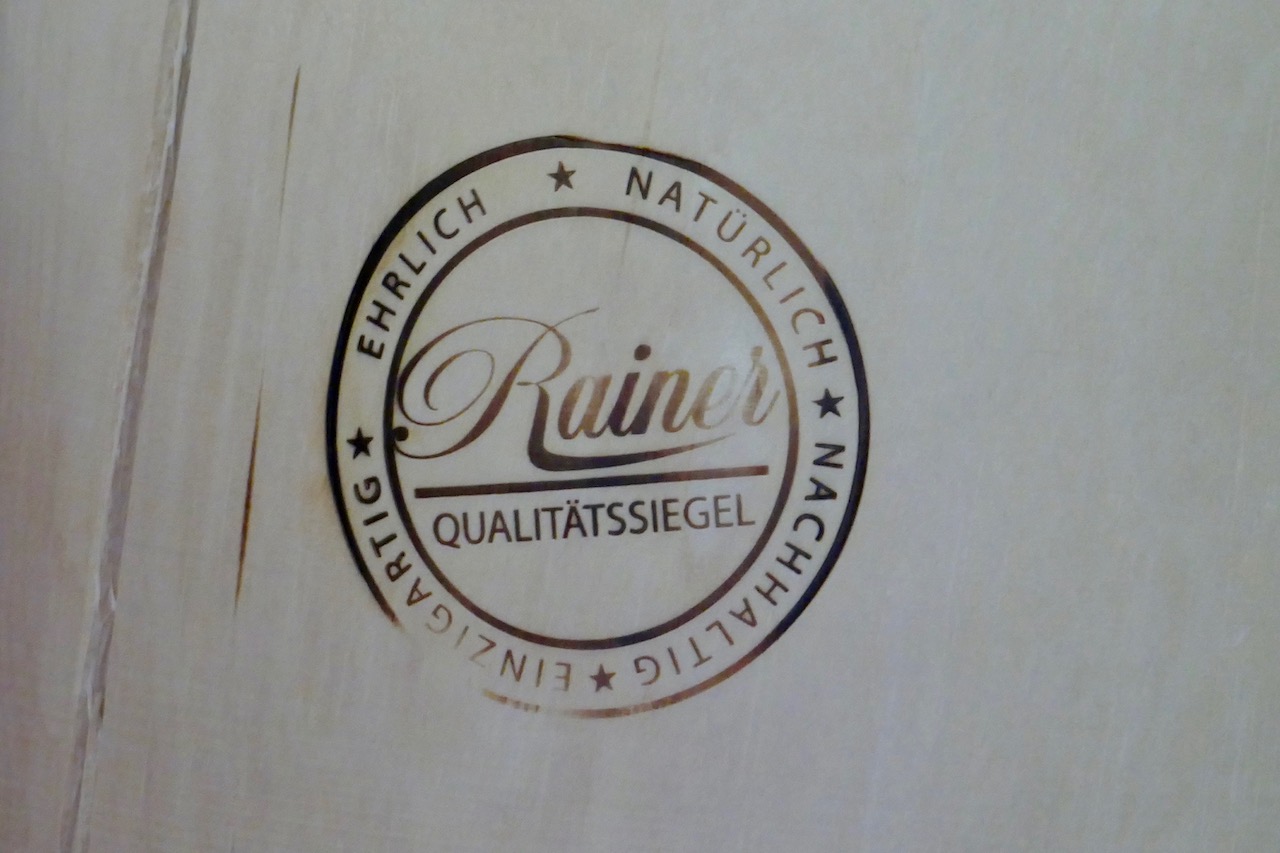 EHRLICH ★ NATÜRLICH ★ NACHHALTIG ★ EINZIGARTIG ★
Rainer
QUALITÄTSSIEGEL